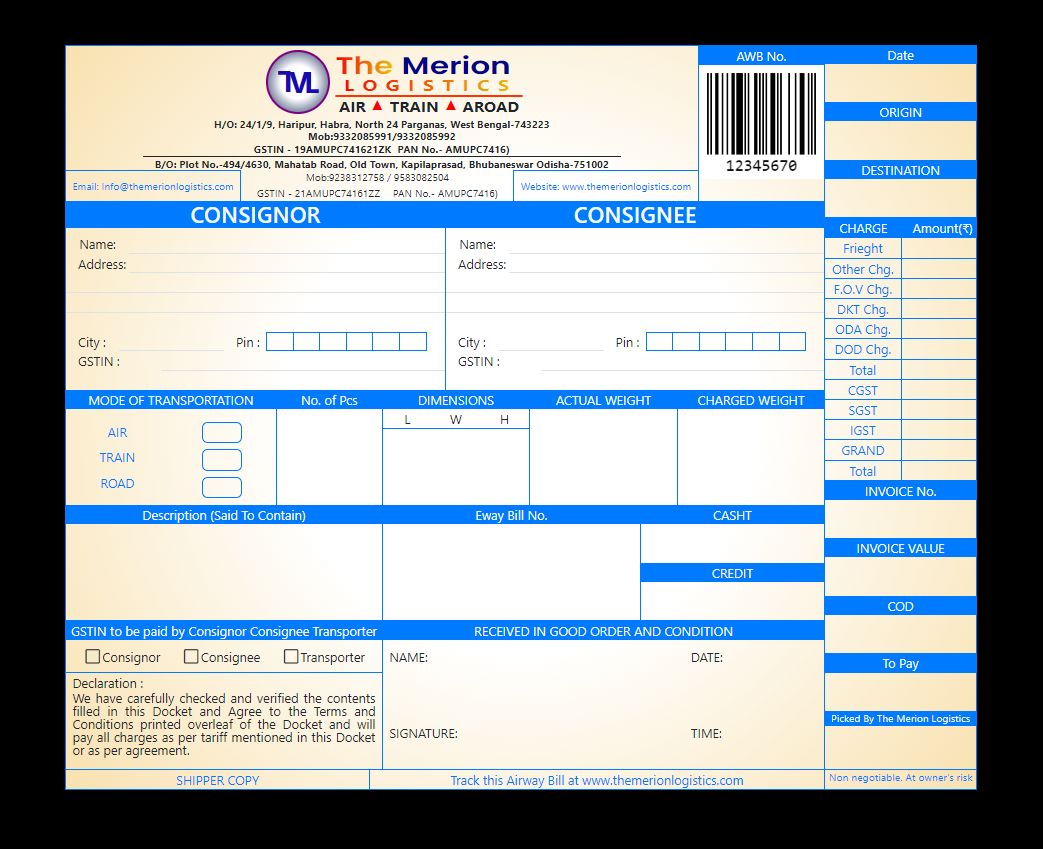 TML
The Merion
LOGISTICS
AIR ▲ TRAIN ▲ AROAD
H/O: 24/1/9, Haripur, Habra, North 24 Parganas, West Bengal-743223
Mob:9332085991/9332085992
GSTIN - 19AMUPC741621ZK PAN No.- AMUPC7416)
B/O: Plot No.-494/4630, Mahatab Road, Old Town, Kapilaprasad, Bhubaneswar Odisha-751002
Mob:9238312758 / 9583082504
GSTIN - 21AMUPC74161ZZ PAN No.- AMUPC7416)
Email: Info@themerionlogistics.com
Website: www.themerionlogistics.com
AWB No.
12345670
Date
ORIGIN
DESTINATION
CONSIGNOR CONSIGNEE
Name: Name:
Address: Address:
City : Pin : City : Pin :
GSTIN : GSTIN :
CHARGE Amount(₹)
Frieght
Other Chg.
F.O.V Chg.
DKT Chg.
ODA Chg.
DOD Chg.
Total
CGST
SGST
IGST
GRAND
Total
MODE OF TRANSPORTATION No. of Pcs DIMENSIONS ACTUAL WEIGHT CHARGED WEIGHT
L W H
AIR
TRAIN
ROAD
INVOICE No.
Description (Said To Contain) Eway Bill No. CASHT
INVOICE VALUE
CREDIT
COD
GSTIN to be paid by Consignor Consignee Transporter RECEIVED IN GOOD ORDER AND CONDITION
Consignor Consignee Transporter
NAME: DATE:
To Pay
Declaration :
We have carefully checked and verified the contents
filled in this Docket and Agree to the Terms and
Conditions printed overleaf of the Docket and will
pay all charges as per tariff mentioned in this Docket
or as per agreement.
SIGNATURE: TIME:
Picked By The Merion Logistics
SHIPPER COPY Track this Airway Bill at www.themerionlogistics.com Non negotiable. At owner's risk